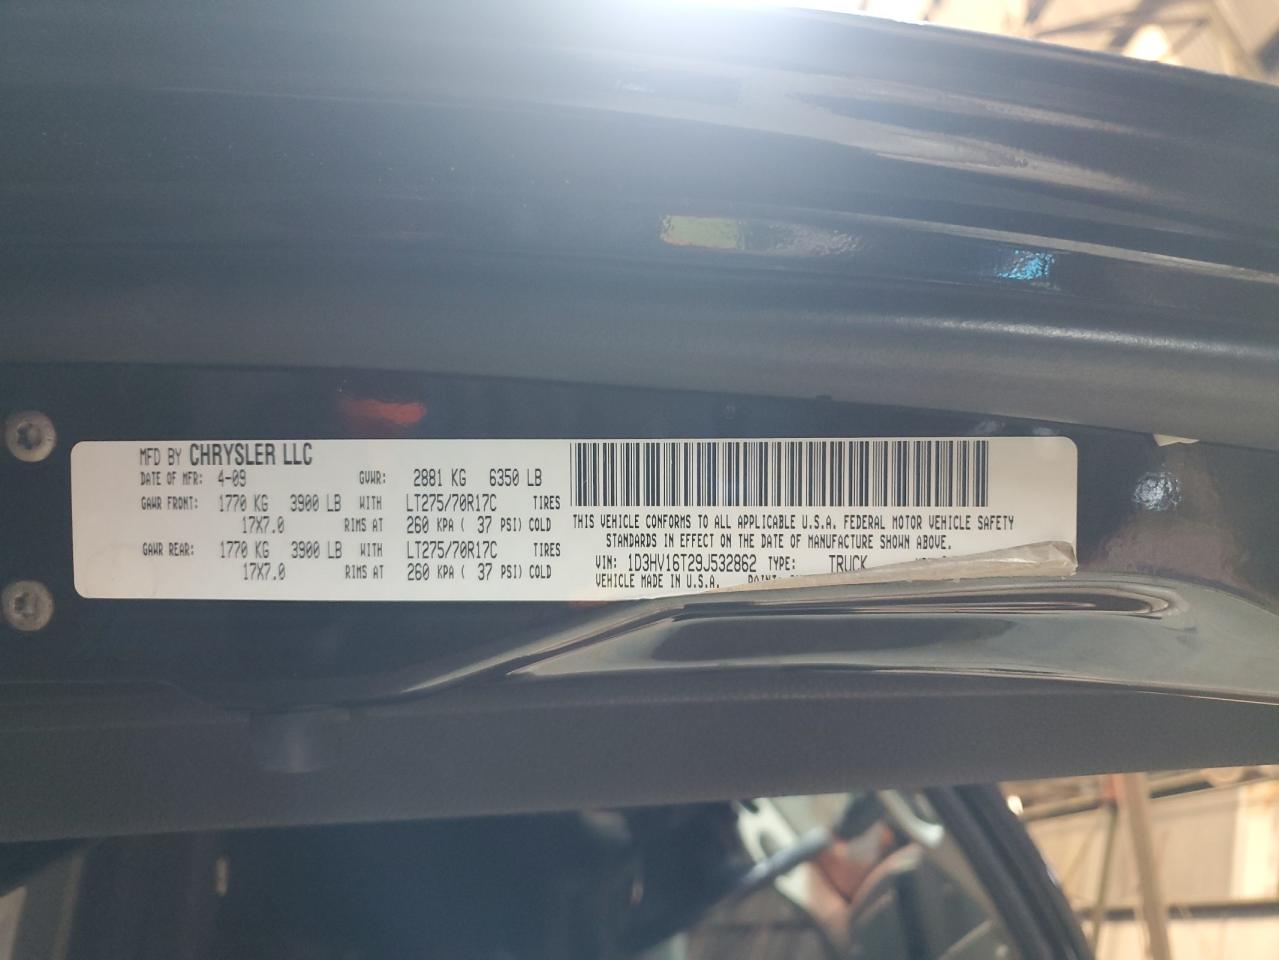 MFD BY CHRYSLER LLC
DATE OF MFR: 4-09 GVWR: 2881 KG 6350 LB
GAWR FRONT: 1770 KG 3900 LB WITH LT275/70R17C TIRES
17X7.0 RIMS AT 260 KPA ( 37 PSI) COLD
GAWR REAR: 1770 KG 3900 LB WITH LT275/70R17C TIRES
17X7.0 RIMS AT 260 KPA ( 37 PSI) COLD
THIS VEHICLE CONFORMS TO ALL APPLICABLE U.S.A. FEDERAL MOTOR VEHICLE SAFETY
STANDARDS IN EFFECT ON THE DATE OF MANUFACTURE SHOWN ABOVE.
VIN: 1D3HV16T29J532862 TYPE: TRUCK
VEHICLE MADE IN U.S.A.